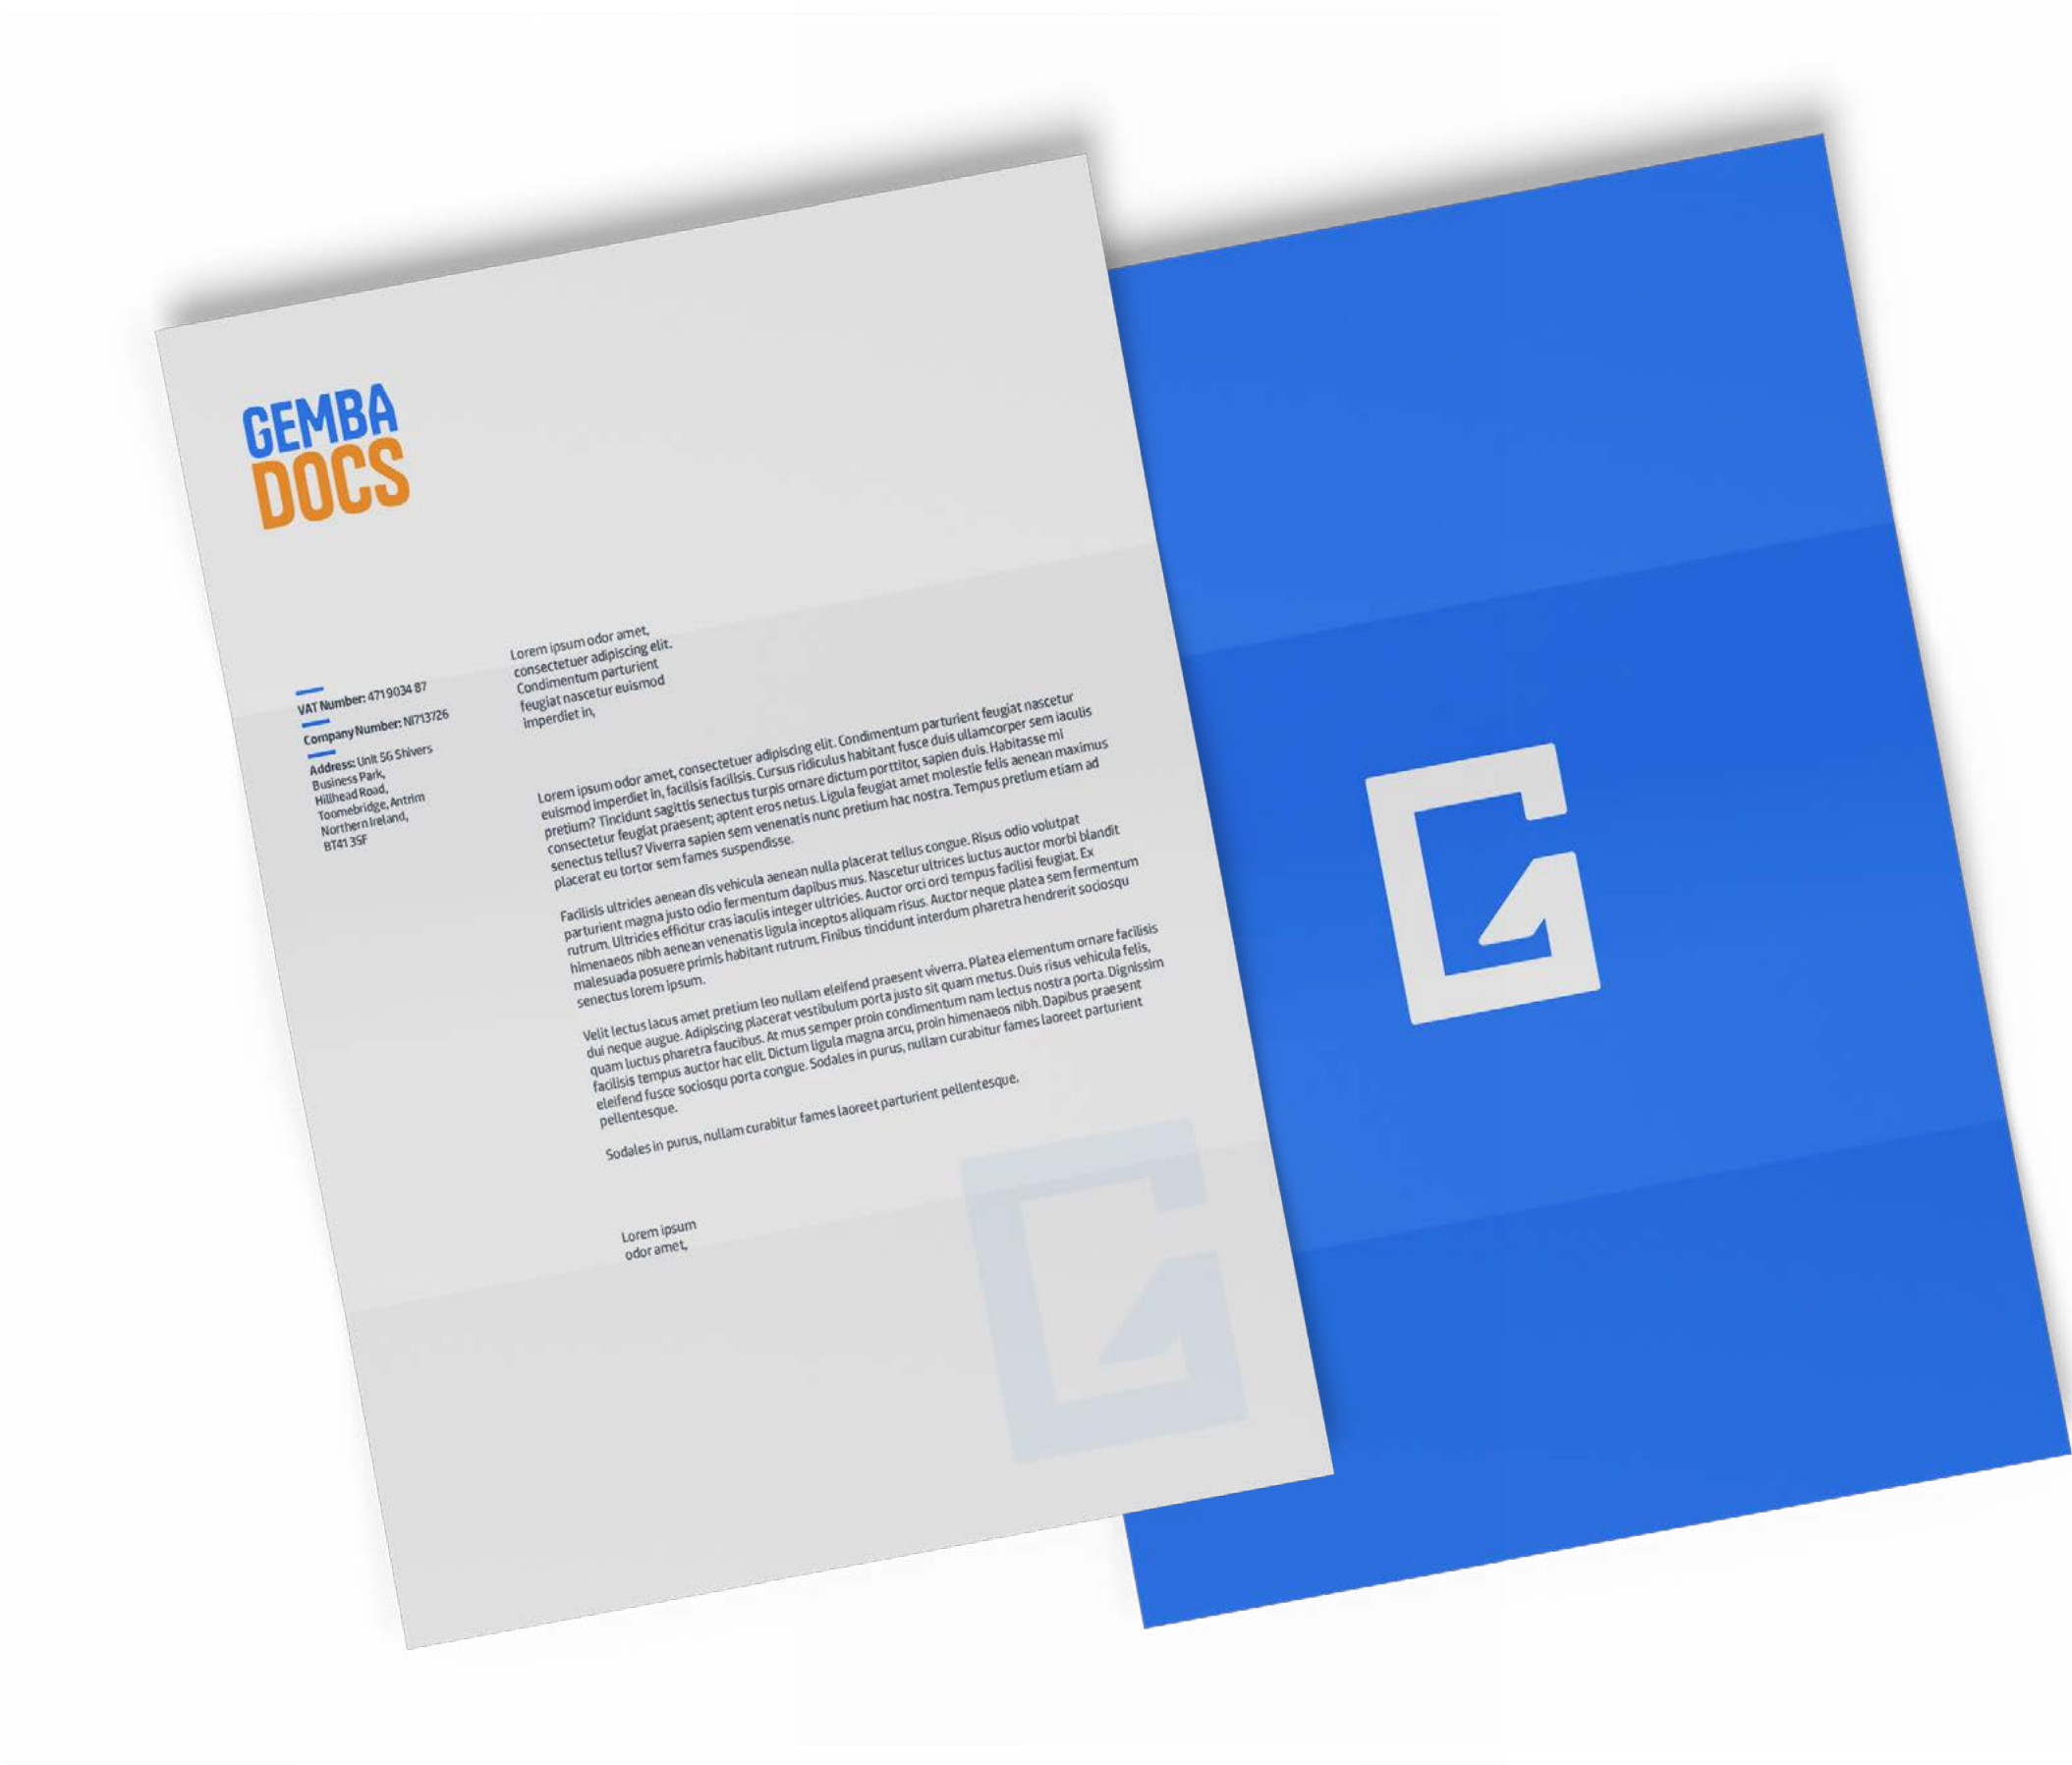 GEMBA
DOCS
VAT Number: 471 9034 87
Company Number: NI713726
Address: Unit 5G Shivers
Business Park,
Hillhead Road,
Toomebridge, Antrim
Northern Ireland,
BT41 3SF
Lorem ipsum odor amet,
consectetuer adipiscing elit.
Condimentum parturient
feugiat nascetur euismod
imperdiet in,
Lorem ipsum odor amet, consectetuer adipiscing elit. Condimentum parturient feugiat nascetur
euismod imperdiet in, facilisis facilisis. Cursus ridiculus habitant fusce duis ullamcorper sem iaculis
pretium? Tincidunt sagittis senectus turpis ornare dictum porttitor, sapien duis. Habitasse mi
consectetur feugiat praesent; aptent eros netus. Ligula feugiat amet molestie felis aenean maximus
senectus tellus? Viverra sapien sem venenatis nunc pretium hac nostra. Tempus pretium etiam ad
placerat eu tortor sem fames suspendisse.
Facilisis ultricies aenean dis vehicula aenean nulla placerat tellus congue. Risus odio volutpat
parturient magna justo odio fermentum dapibus mus. Nascetur ultrices luctus auctor morbi blandit
rutrum. Ultricies efficitur cras iaculis integer ultricies. Auctor orci orci tempus facilisi feugiat. Ex
himenaeos nibh aenean venenatis ligula inceptos aliquam risus. Auctor neque platea sem fermentum
malesuada posuere primis habitant rutrum. Finibus tincidunt interdum pharetra hendrerit sociosqu
senectus lorem ipsum.
Velit lectus lacus amet pretium leo nullam eleifend praesent viverra. Platea elementum ornare facilisis
dui neque augue. Adipiscing placerat vestibulum porta justo sit quam metus. Duis risus vehicula felis,
quam luctus pharetra faucibus. At mus semper proin condimentum nam lectus nostra porta. Dignissim
facilisis tempus auctor hac elit. Dictum ligula magna arcu, proin himenaeos nibh. Dapibus praesent
eleifend fusce sociosqu porta congue. Sodales in purus, nullam curabitur fames laoreet parturient
pellentesque.
Sodales in purus, nullam curabitur fames laoreet parturient pellentesque.
Lorem ipsum
odor amet,